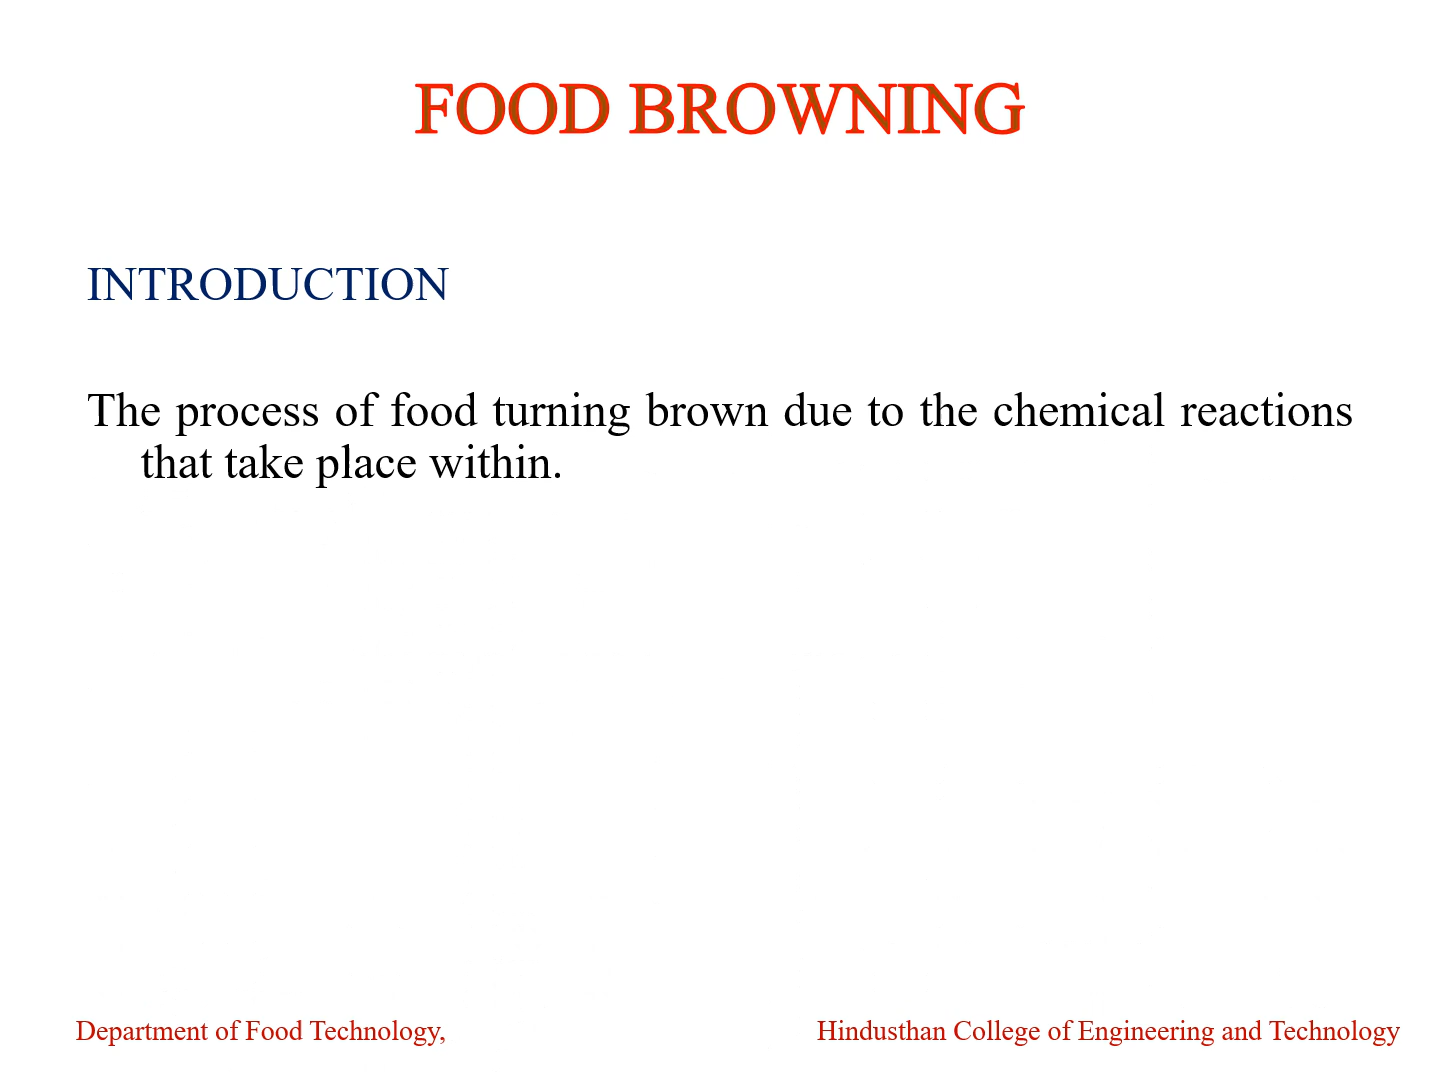 FOOD BROWNING
INTRODUCTION
The process of food turning brown due to the chemical reactions
that take place within.
Department of Food Technology,
Hindusthan College of Engineering and Technology